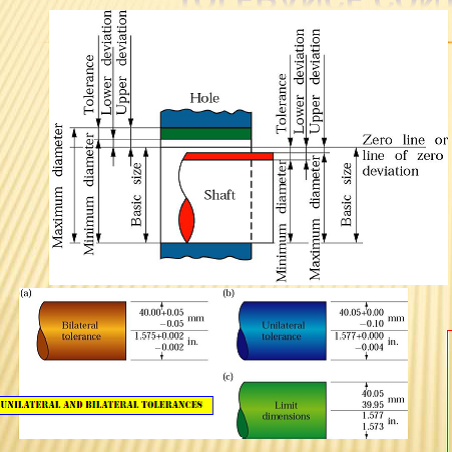 Tolerance
Lower deviation
Upper deviation
Hole
Tolerance
Lower deviation
Upper deviation
Zero line or
line of zero
deviation
Maximum diameter
Minimum diameter
Basic size
Shaft
Minimum diameter
Maximum diameter
Basic size
(a)
Bilateral
tolerance
40.00+0.05
−0.05
mm
1.575+0.002
−0.002
in.
(b)
Unilateral
tolerance
40.05+0.00
−0.10
mm
1.577+0.000
−0.004
in.
UNILATERAL AND BILATERAL TOLERANCES
(c)
Limit
dimensions
40.05
39.95
mm
1.577
1.573
in.